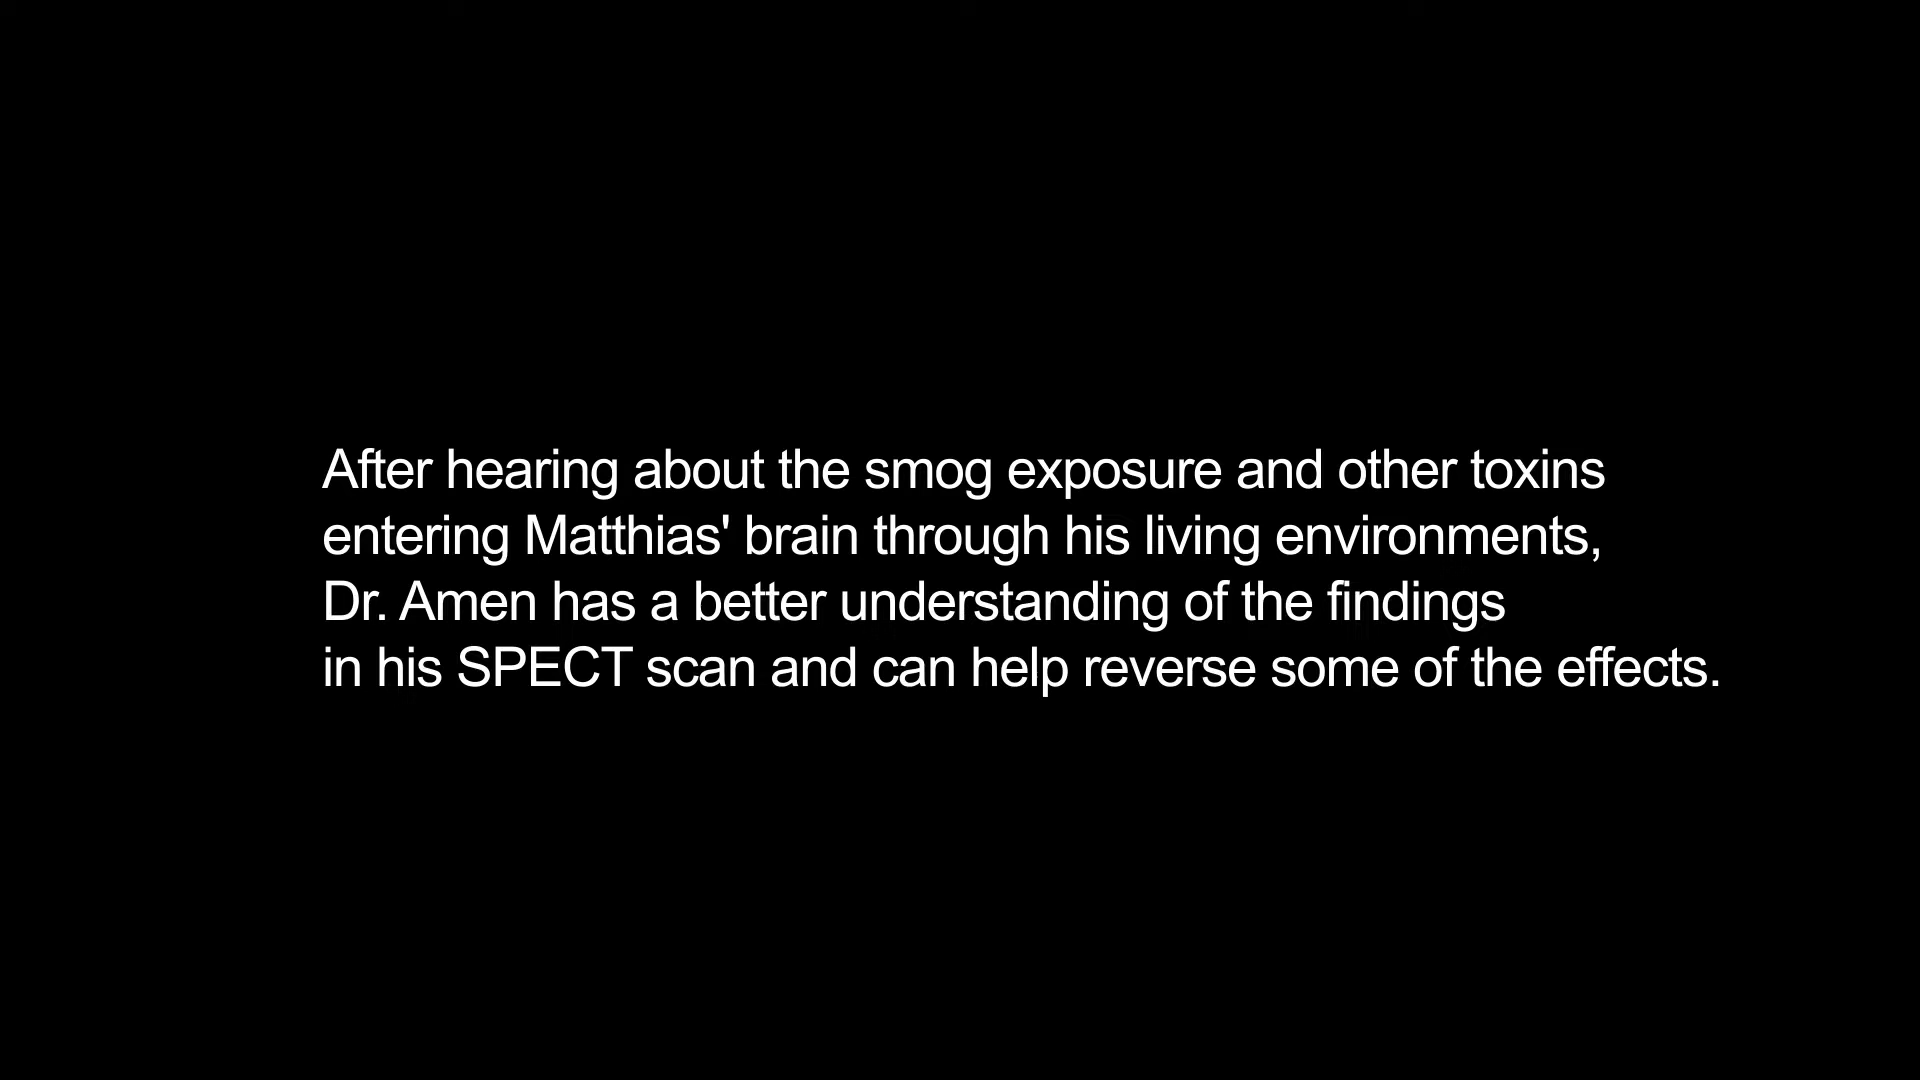 After hearing about the smog exposure and other toxins
entering Matthias' brain through his living environments,
Dr. Amen has a better understanding of the findings
in his SPECT scan and can help reverse some of the effects.